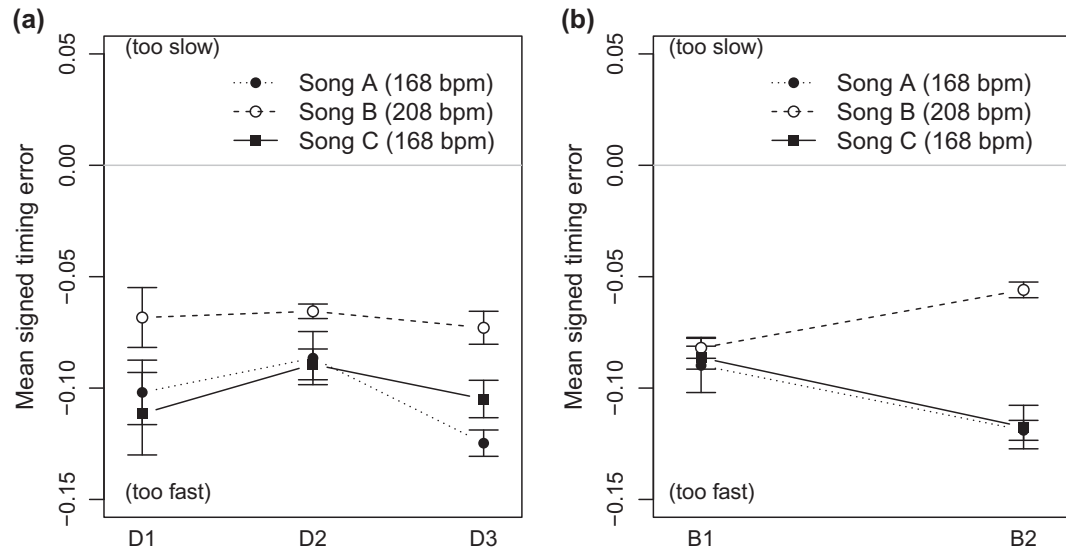 (a)
(too slow)
Song A (168 bpm)
Song B (208 bpm)
Song C (168 bpm)
Mean signed timing error
0.05
0.00
−0.05
−0.10
−0.15
(too fast)
D1 D2 D3
(b)
(too slow)
Song A (168 bpm)
Song B (208 bpm)
Song C (168 bpm)
Mean signed timing error
0.05
0.00
−0.05
−0.10
−0.15
(too fast)
B1 B2